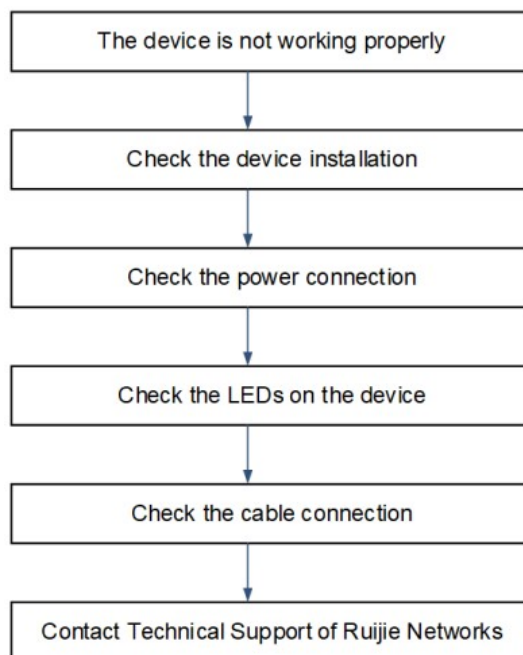 The device is not working properly
Check the device installation
Check the power connection
Check the LEDs on the device
Check the cable connection
Contact Technical Support of Ruijie Networks